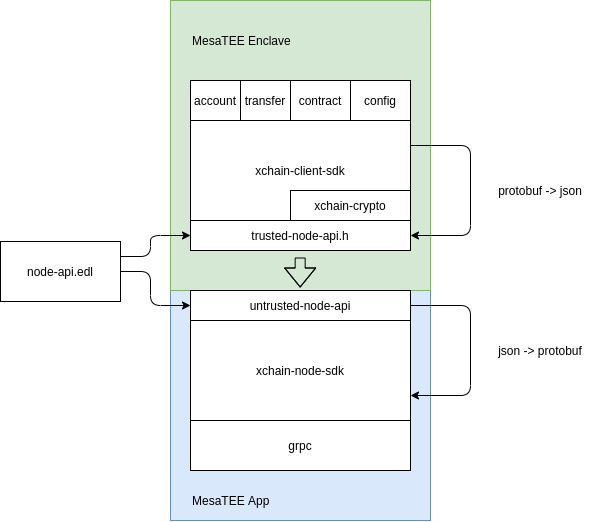 MesaTEE Enclave
account
transfer
contract
config
xchain-client-sdk
protobuf -> json
xchain-crypto
trusted-node-api.h
node-api.edl
untrusted-node-api
json -> protobuf
xchain-node-sdk
grpc
MesaTEE App